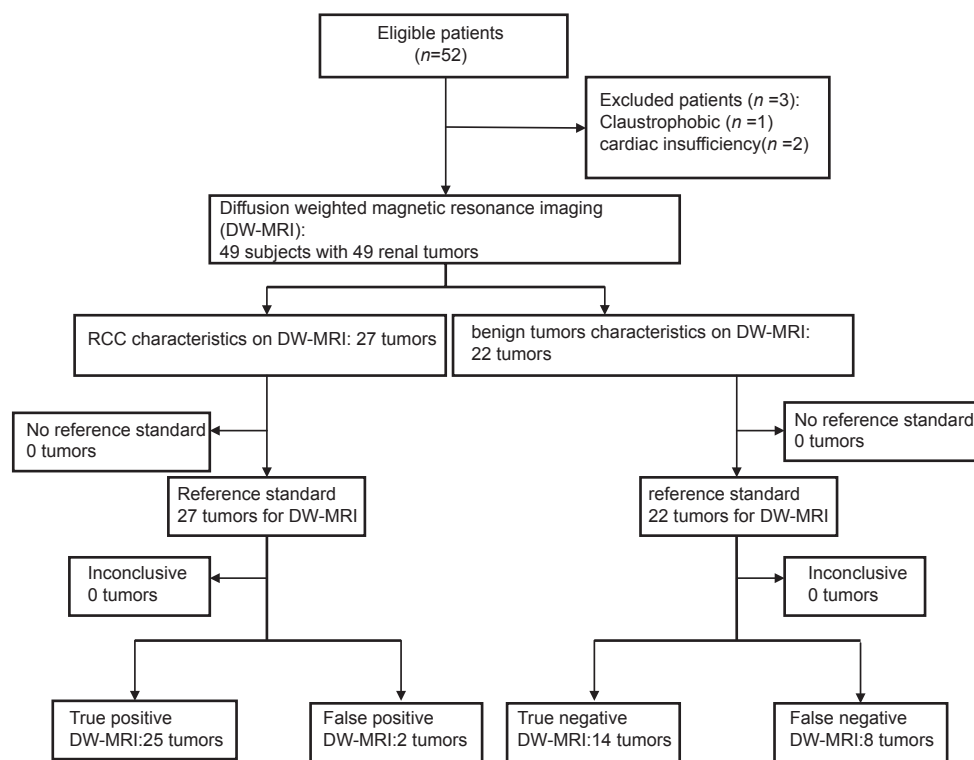 Eligible patients
(n=52)
Excluded patients (n =3):
Claustrophobic (n =1)
cardiac insufficiency(n =2)
Diffusion weighted magnetic resonance imaging
(DW-MRI):
49 subjects with 49 renal tumors
RCC characteristics on DW-MRI: 27 tumors
benign tumors characteristics on DW-MRI:
22 tumors
No reference standard
0 tumors
No reference standard
0 tumors
Reference standard
27 tumors for DW-MRI
reference standard
22 tumors for DW-MRI
Inconclusive
0 tumors
Inconclusive
0 tumors
True positive
DW-MRI:25 tumors
False positive
DW-MRI:2 tumors
True negative
DW-MRI:14 tumors
False negative
DW-MRI:8 tumors